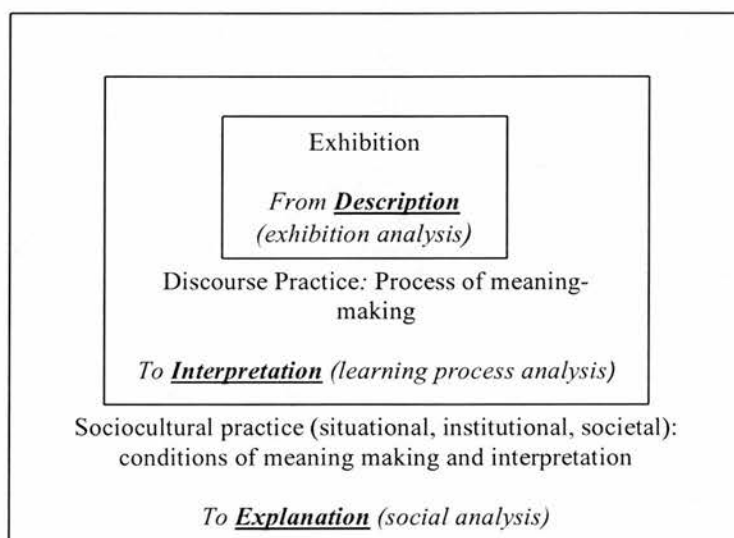 Exhibition
From Description
(exhibition analysis)
Discourse Practice: Process of meaning-
making
To Interpretation (learning process analysis)
Sociocultural practice (situational, institutional, societal):
conditions of meaning making and interpretation
To Explanation (social analysis)